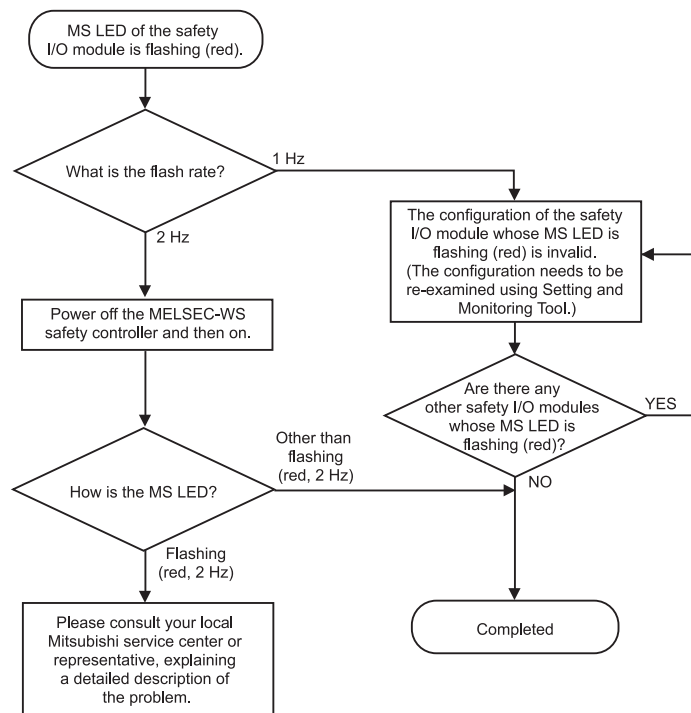 MS LED of the safety
I/O module is flashing (red).
What is the flash rate?
1 Hz
2 Hz
The configuration of the safety
I/O module whose MS LED is
flashing (red) is invalid.
(The configuration needs to be
re-examined using Setting and
Monitoring Tool.)
Power off the MELSEC-WS
safety controller and then on.
Are there any
other safety I/O modules
whose MS LED is
flashing (red)?
YES
NO
How is the MS LED?
Other than
flashing
(red, 2 Hz)
Flashing
(red, 2 Hz)
Please consult your local
Mitsubishi service center or
representative, explaining
a detailed description of
the problem.
Completed